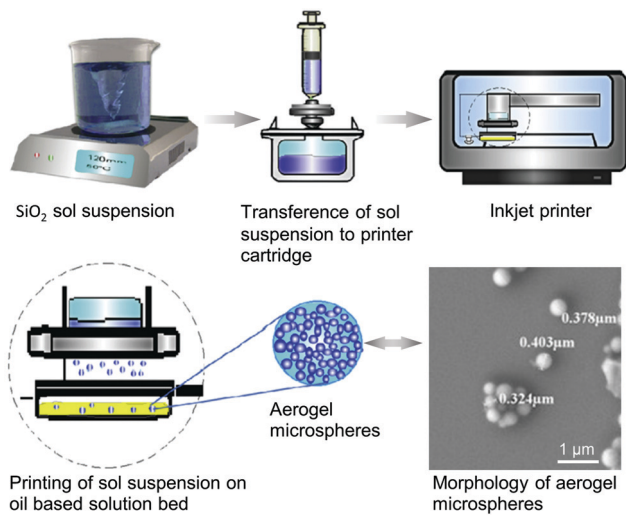 120mm
60°C
SiO₂ sol suspension
Transference of sol
suspension to printer
cartridge
Inkjet printer
Printing of sol suspension on
oil based solution bed
Aerogel
microspheres
0.378µm
0.403µm
0.324µm
1 µm
Morphology of aerogel
microspheres